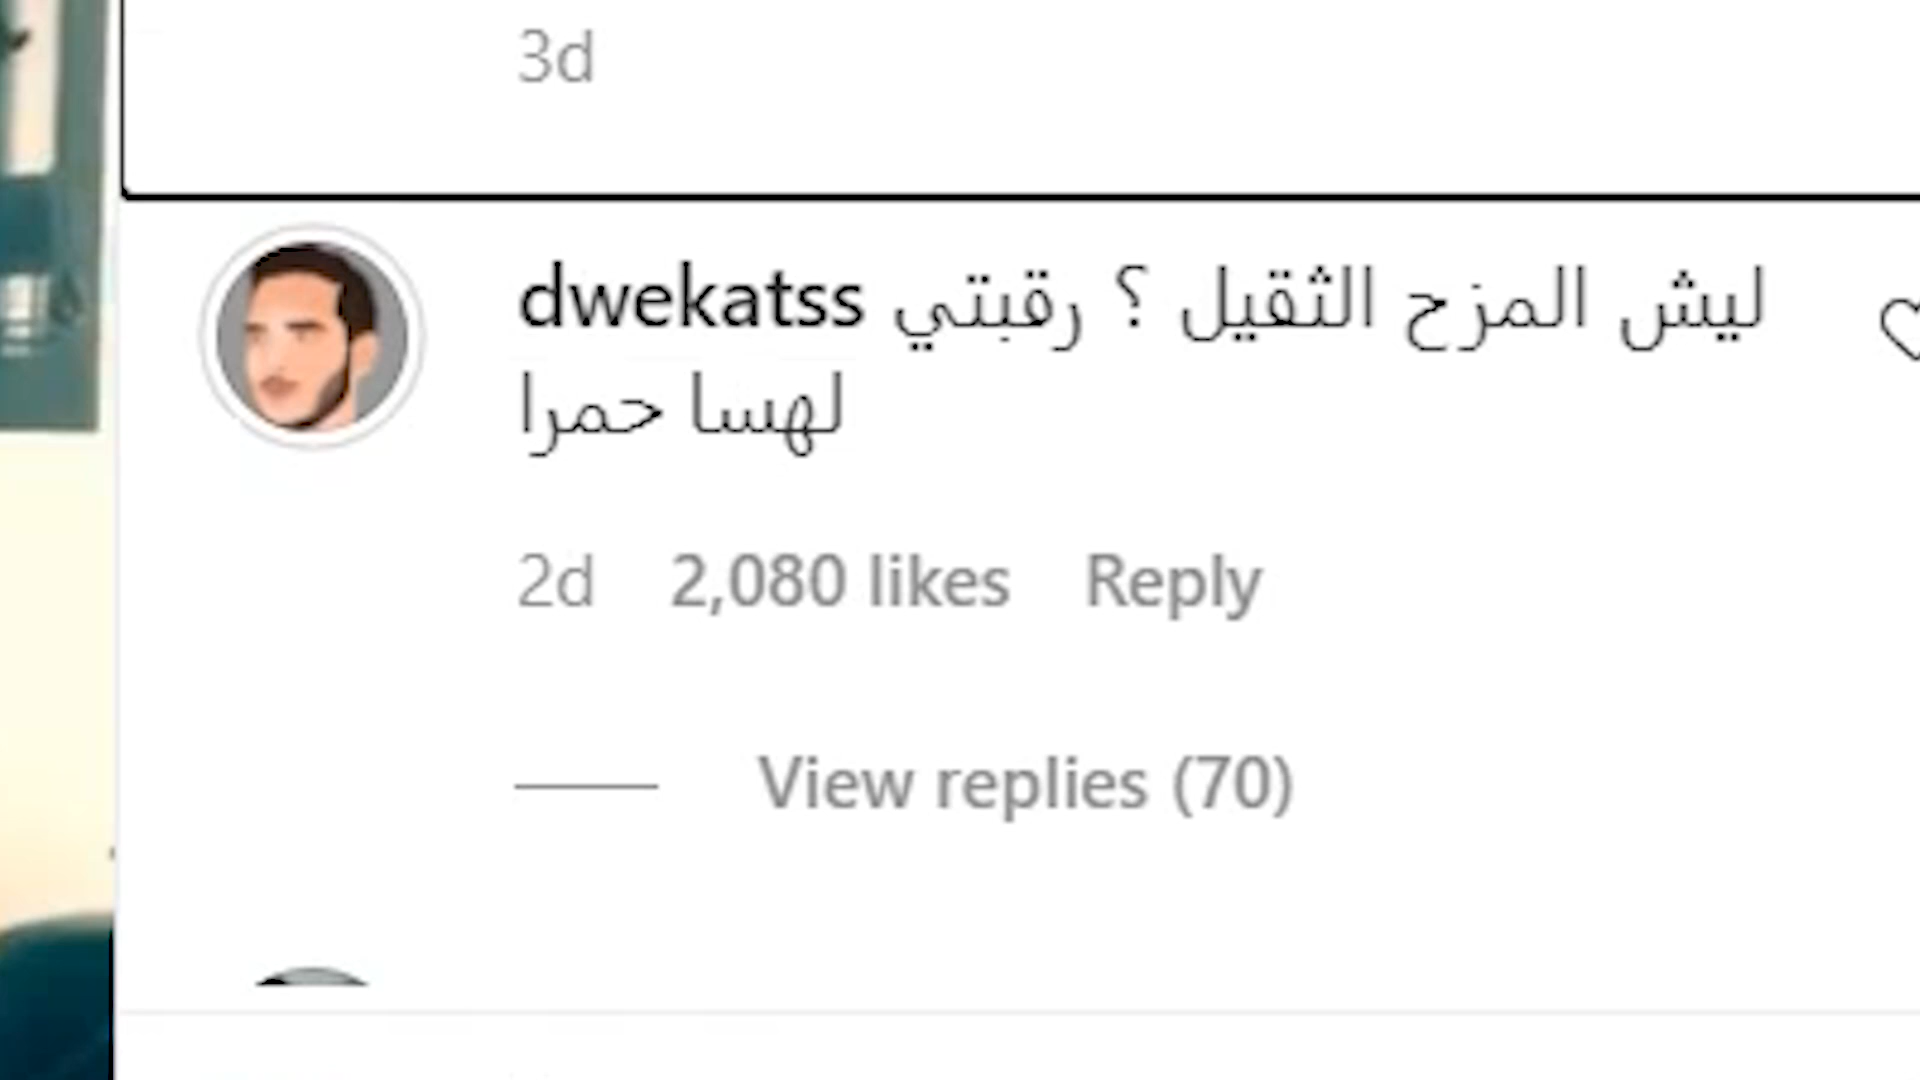 3d
dwekatss ليش المزح الثقيل ؟ رقبتي
لهسا حمرا
2d 2,080 likes Reply
View replies (70)